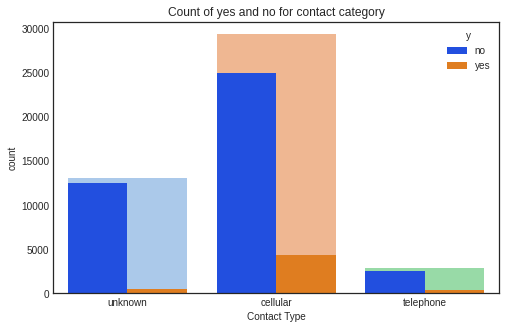 Count of yes and no for contact category
y
no
yes
30000
25000
20000
15000
10000
5000
0
count
unknown
cellular
telephone
Contact Type